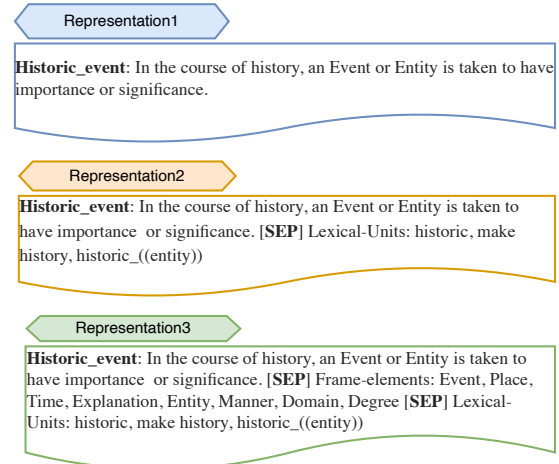 Representation1
Historic_event: In the course of history, an Event or Entity is taken to have
importance or significance.
Representation2
Historic_event: In the course of history, an Event or Entity is taken to
have importance or significance. [SEP] Lexical-Units: historic, make
history, historic_((entity))
Representation3
Historic_event: In the course of history, an Event or Entity is taken to
have importance or significance. [SEP] Frame-elements: Event, Place,
Time, Explanation, Entity, Manner, Domain, Degree [SEP] Lexical-
Units: historic, make history, historic_((entity))